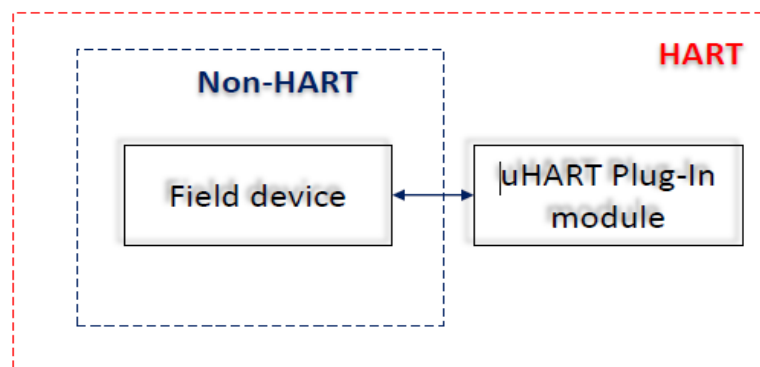 HART
Non-HART
Field device
uHART Plug-In
module